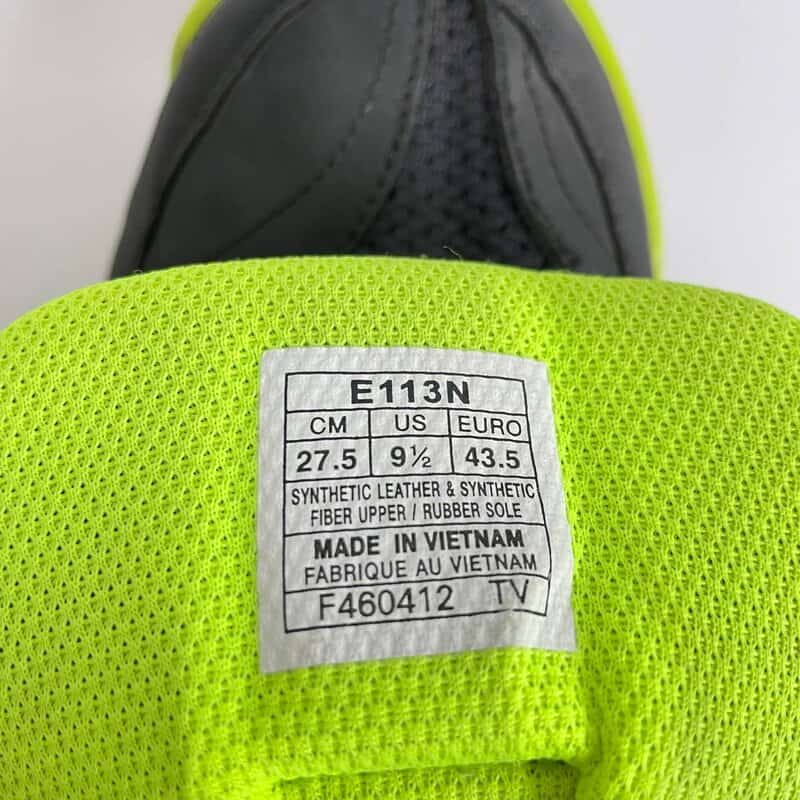 E113N
CM US EURO
27.5 9½ 43.5
SYNTHETIC LEATHER & SYNTHETIC
FIBER UPPER / RUBBER SOLE
MADE IN VIETNAM
FABRIQUE AU VIETNAM
F460412 TV